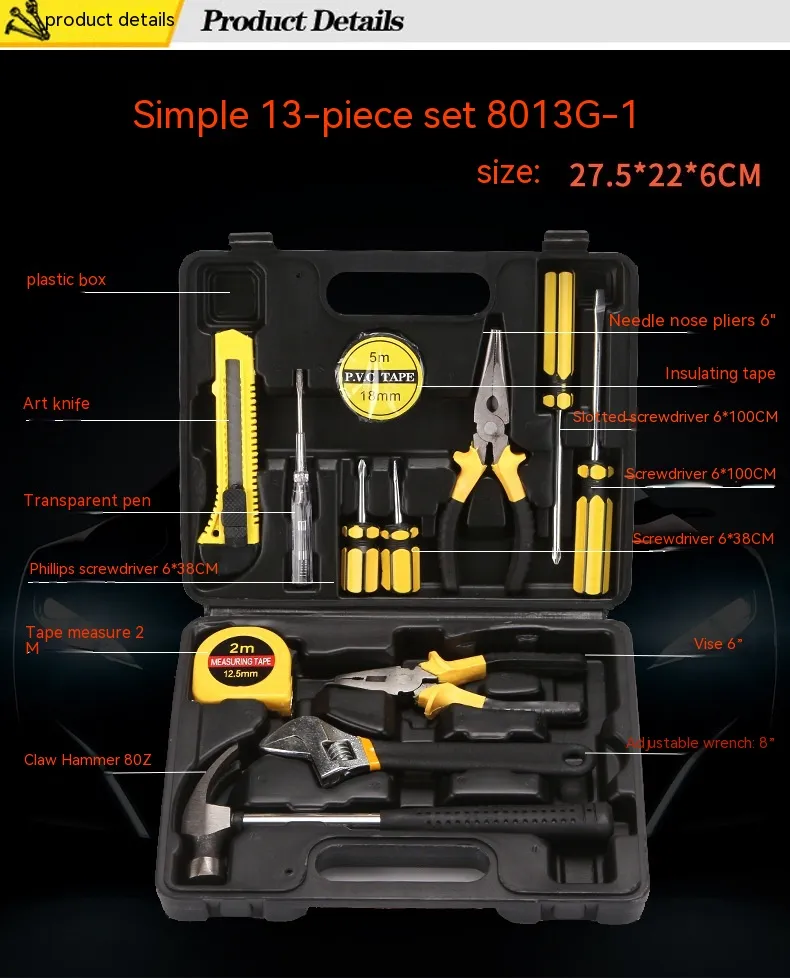 product details
Product Details
Simple 13-piece set 8013G-1
size: 27.5*22*6CM
plastic box
Needle nose pliers 6"
5m
P.V.C TAPE
18mm
Insulating tape
Art knife
Slotted screwdriver 6*100CM
Screwdriver 6*100CM
Transparent pen
Screwdriver 6*38CM
Phillips screwdriver 6*38CM
Tape measure 2
M
2m
MEASURING TAPE
12.5mm
Vise 6"
Adjustable wrench: 8"
Claw Hammer 80Z